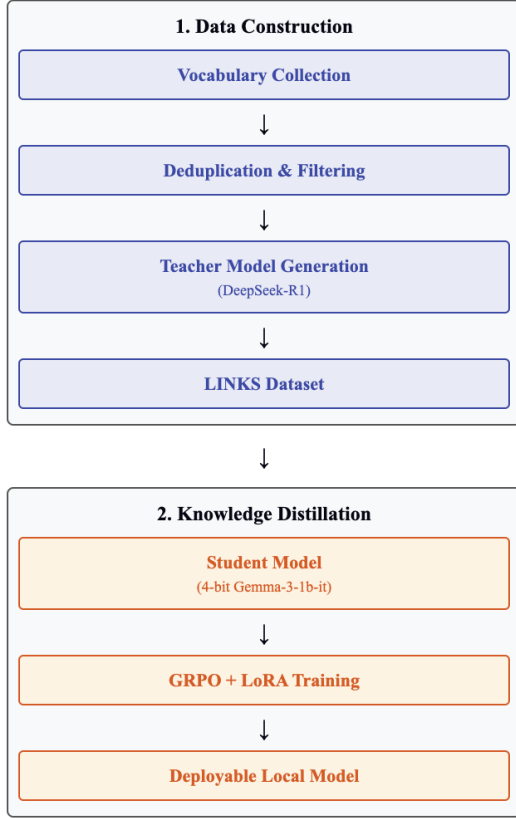 1. Data Construction
Vocabulary Collection
Deduplication & Filtering
Teacher Model Generation
(DeepSeek-R1)
LINKS Dataset
2. Knowledge Distillation
Student Model
(4-bit Gemma-3-1b-it)
GRPO + LoRA Training
Deployable Local Model